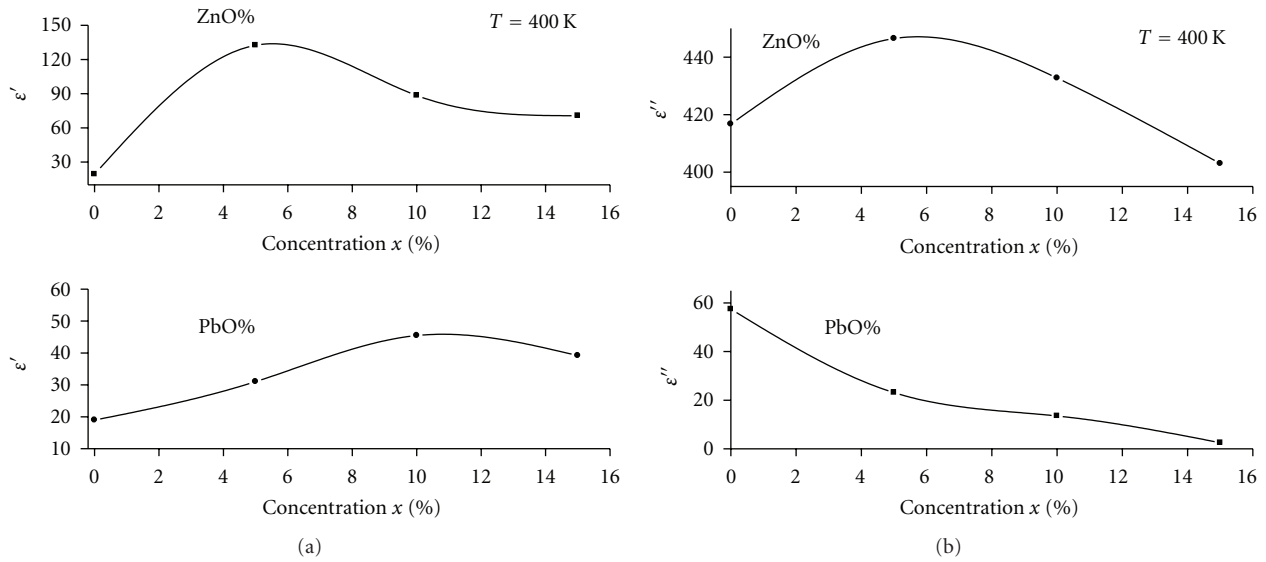 ZnO%
T = 400 K
ε′
150
120
90
60
30
0 2 4 6 8 10 12 14 16
Concentration x (%)
PbO%
ε′
60
50
40
30
20
10
0 2 4 6 8 10 12 14 16
Concentration x (%)
(a)
ZnO%
T = 400 K
ε″
440
420
400
0 2 4 6 8 10 12 14 16
Concentration x (%)
PbO%
ε″
60
40
20
0
0 2 4 6 8 10 12 14 16
Concentration x (%)
(b)